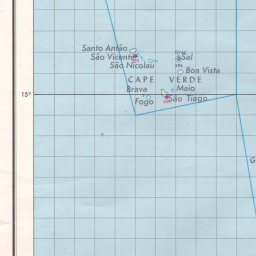 Santo Antão
São Vicente
Sal
São Nicolau
Boa Vista
CAPE VERDE
Brava
Maio
15°
Fogo
São Tiago